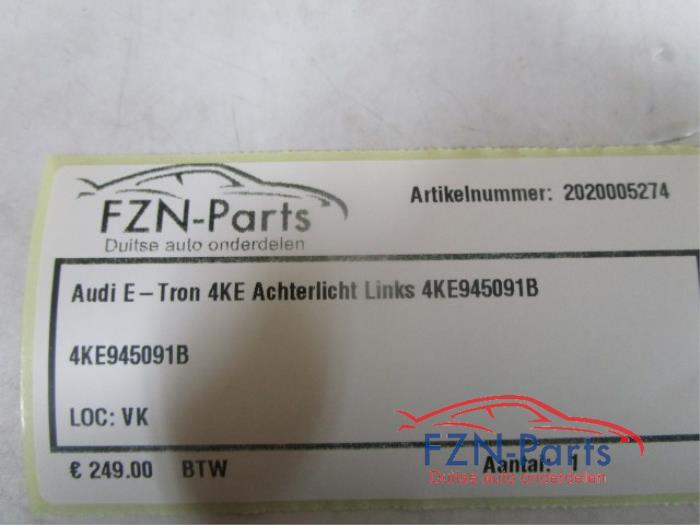 FZN-Parts
Duitse auto onderdelen
Artikelnummer: 2020005274
Audi E-Tron 4KE Achterlicht Links 4KE945091B
4KE945091B
LOC: VK
€ 249.00 BTW
Aantal: 1
FZN-Parts
Duitse auto onderdelen